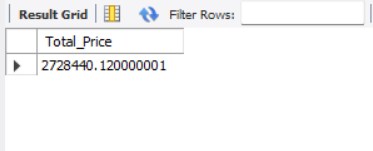 Result Grid Filter Rows:
Total_Price
2728440.120000001